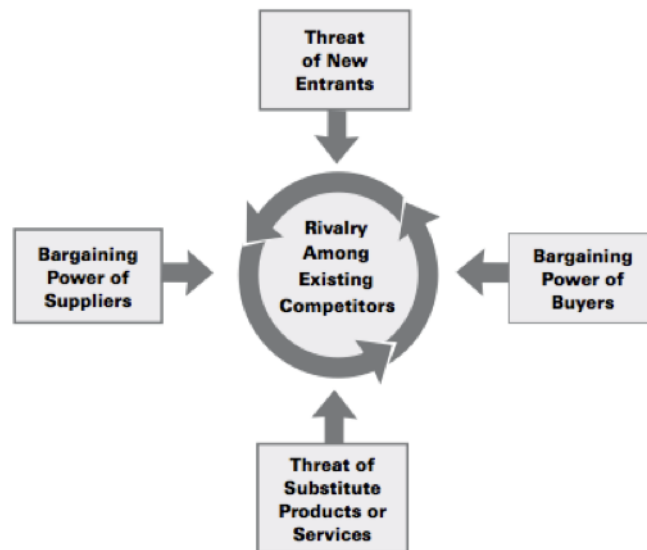 Threat
of New
Entrants
Bargaining
Power of
Suppliers
Rivalry
Among
Existing
Competitors
Bargaining
Power of
Buyers
Threat of
Substitute
Products or
Services